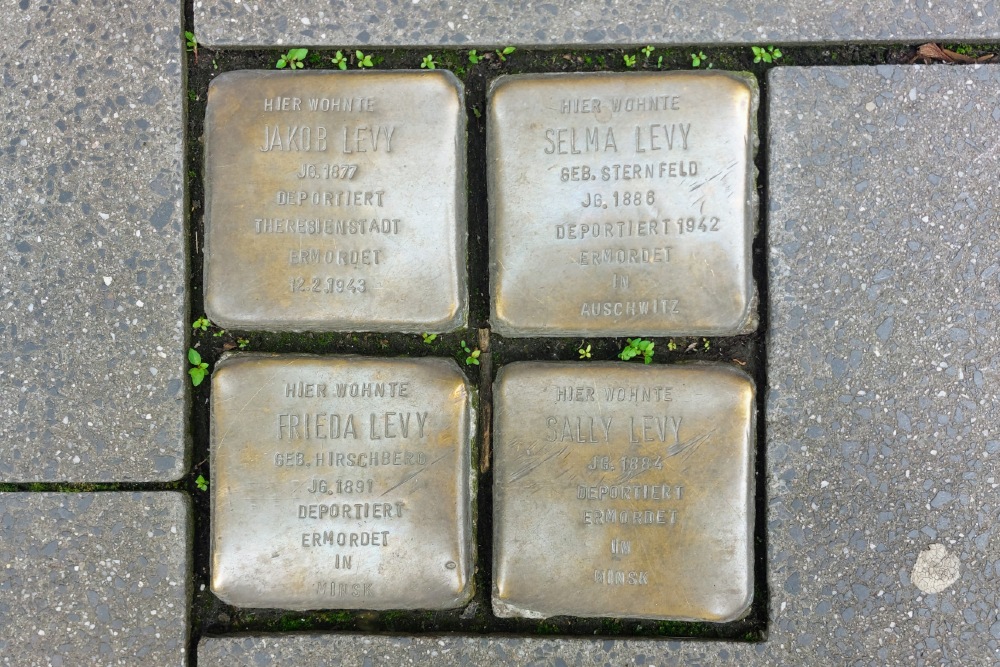 HIER WOHNTE
JAKOB LEVY
JG. 1877
DEPORTIERT
THERESIENSTADT
ERMORDET
12.2.1943
HIER WOHNTE
SELMA LEVY
GEB. STERNFELD
JG. 1886
DEPORTIERT 1942
ERMORDET
IN
AUSCHWITZ
HIER WOHNTE
FRIEDA LEVY
GEB. HIRSCHBERG
JG. 1891
DEPORTIERT
ERMORDET
IN
MINSK
HIER WOHNTE
SALLY LEVY
JG. 1884
DEPORTIERT
ERMORDET
IN
MINSK